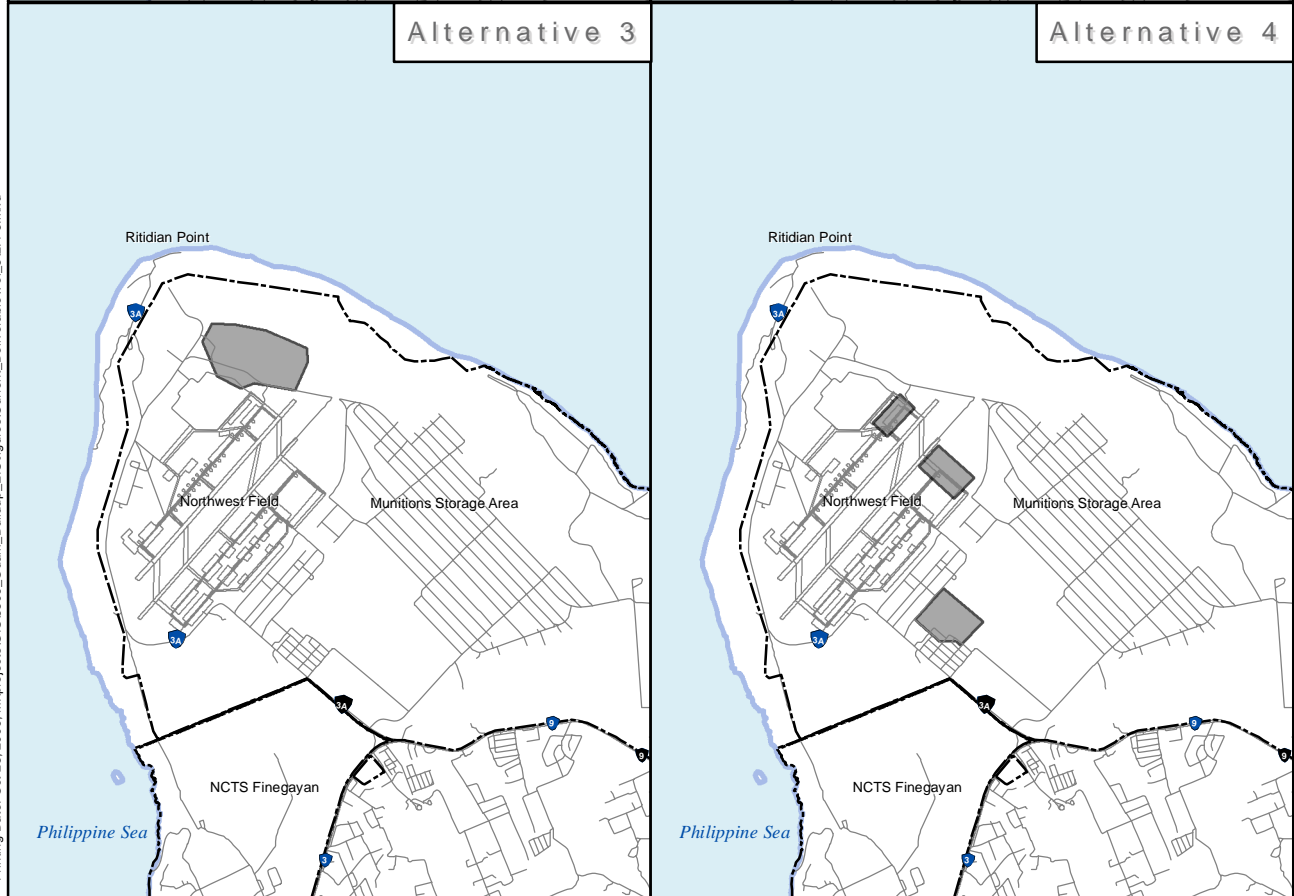 Alternative 3
Ritidian Point
3A
Northwest Field
Munitions Storage Area
3A
3A
9
9
NCTS Finegayan
Philippine Sea
3
Alternative 4
Ritidian Point
3A
Northwest Field
Munitions Storage Area
3A
3A
9
9
NCTS Finegayan
Philippine Sea
3